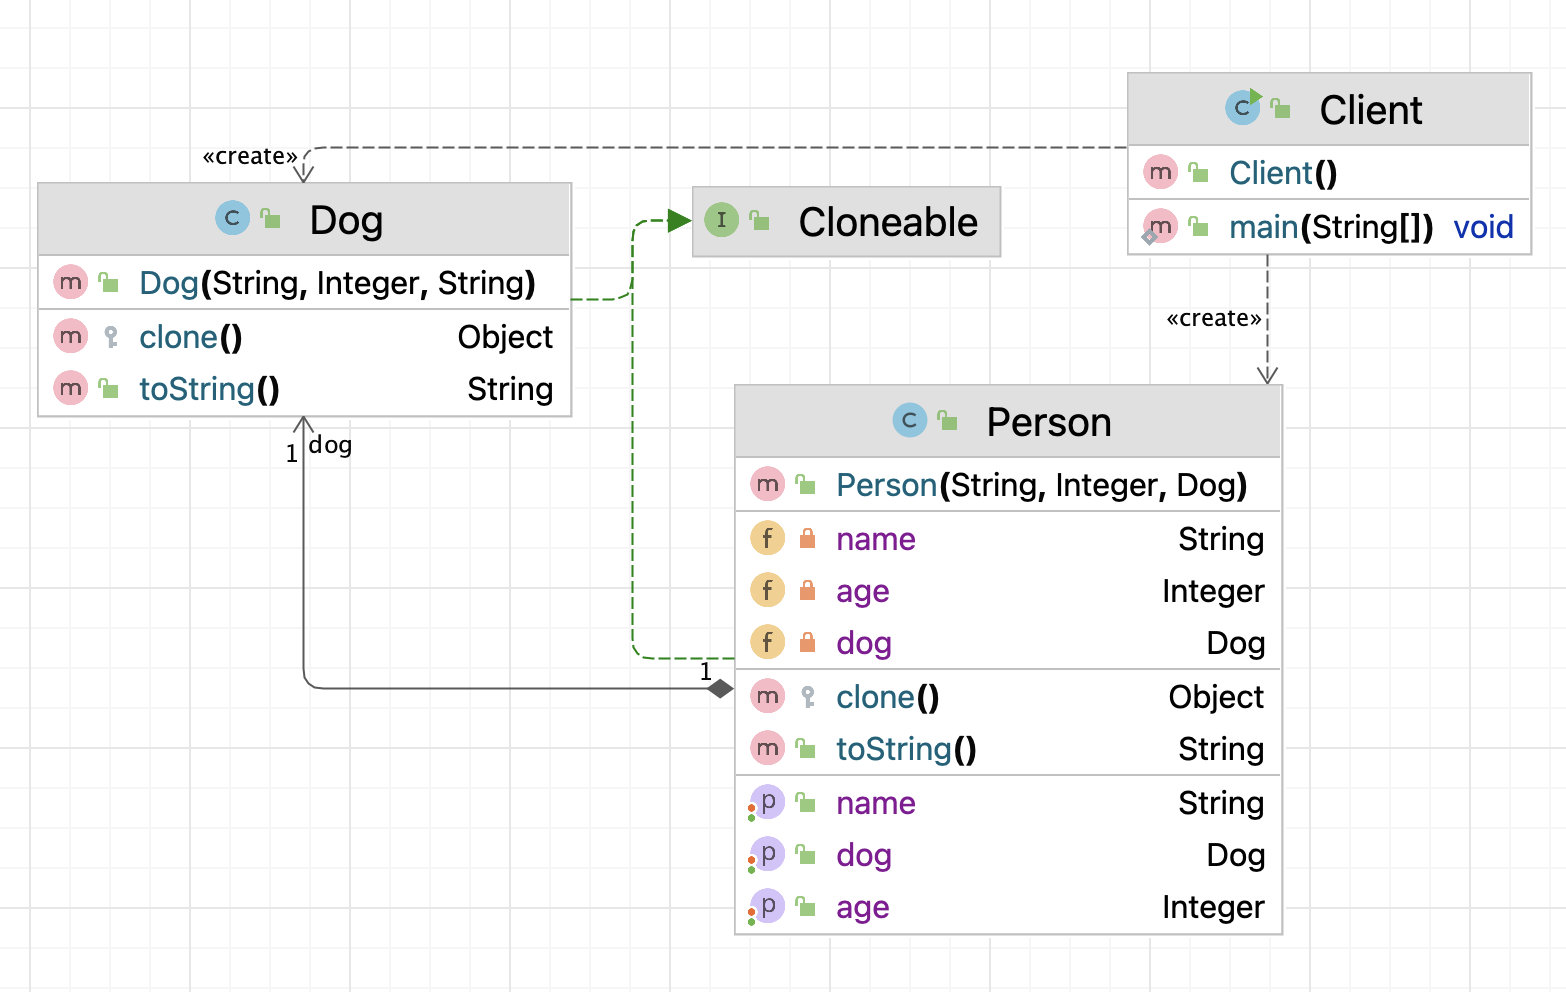 «create»
C Dog
m Dog(String, Integer, String)
m clone() Object
m toString() String
1 dog
I Cloneable
C Client
m Client()
m main(String[]) void
«create»
C Person
m Person(String, Integer, Dog)
f name String
f age Integer
f dog Dog
1
m clone() Object
m toString() String
p name String
p dog Dog
p age Integer